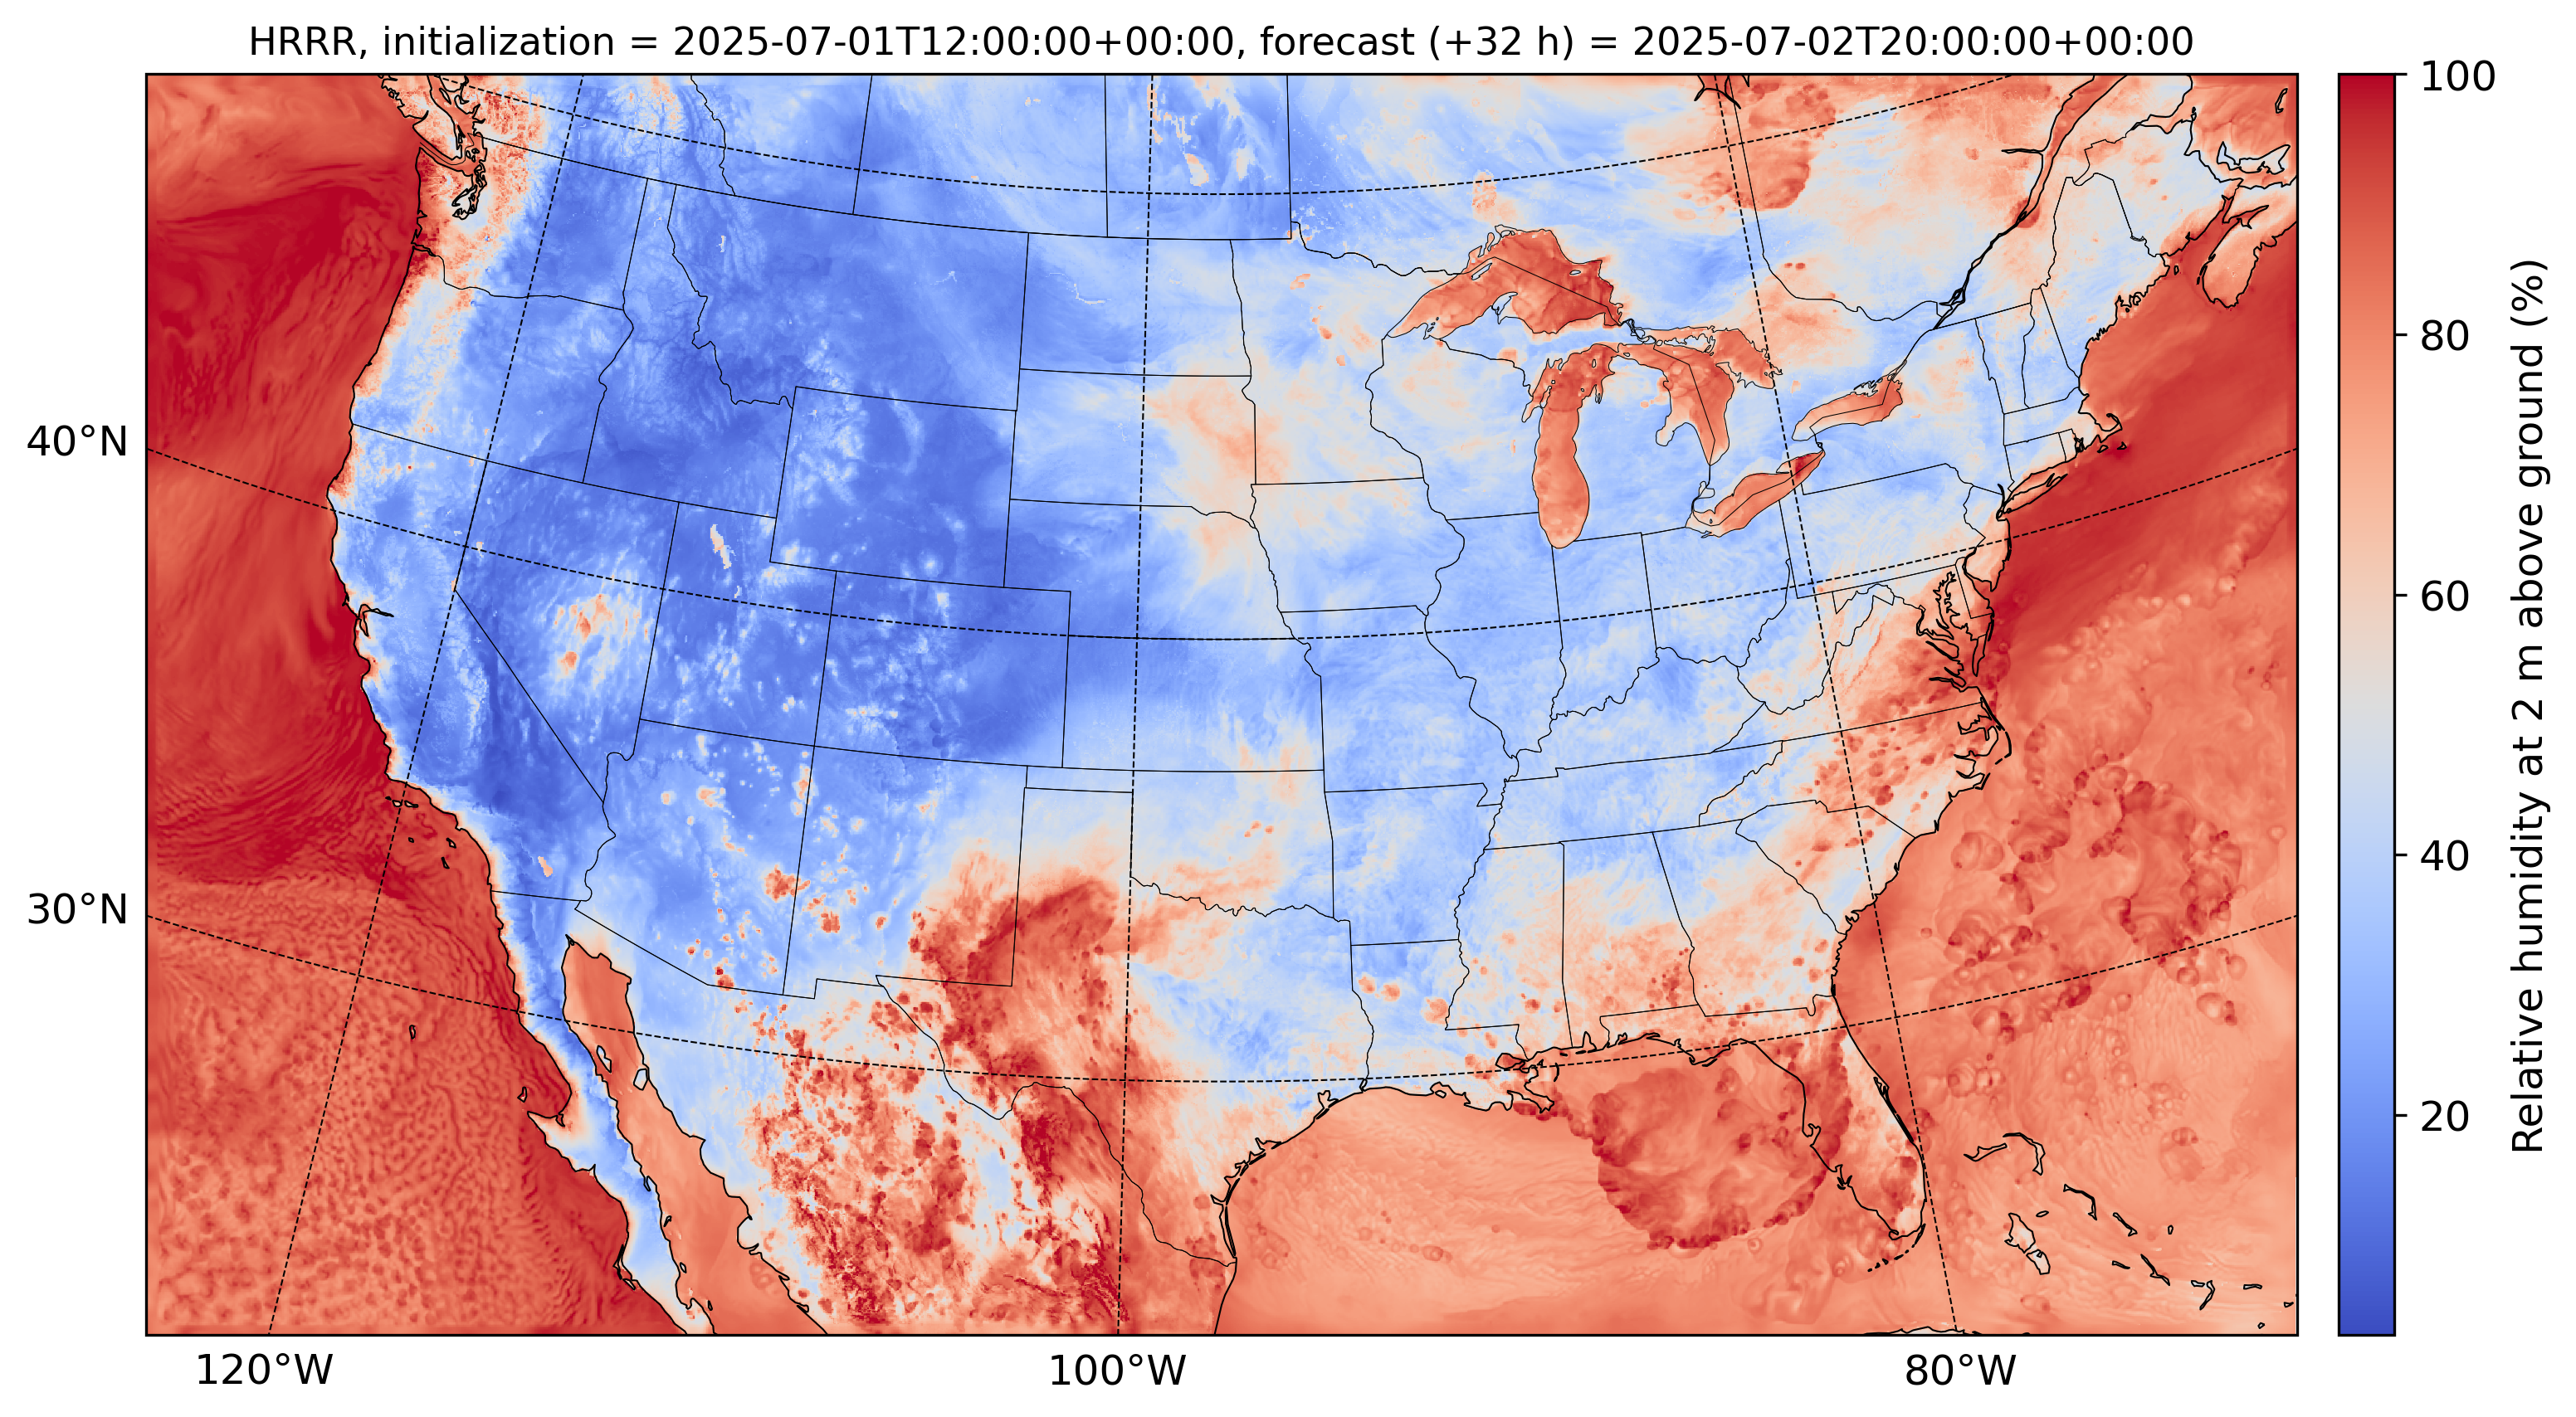 HRRR, initialization = 2025-07-01T12:00:00+00:00, forecast (+32 h) = 2025-07-02T20:00:00+00:00
100
80
60
40
20
Relative humidity at 2 m above ground (%)
40°N
30°N
120°W
100°W
80°W